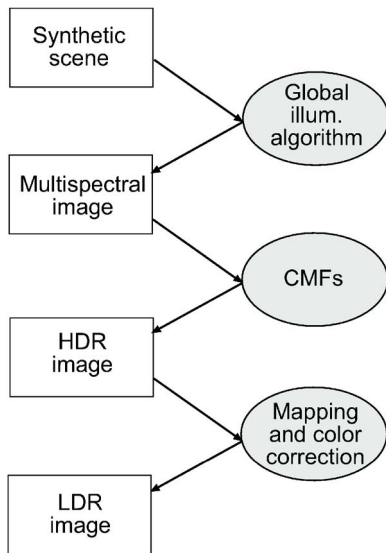 Synthetic
scene
Global
illum.
algorithm
Multispectral
image
CMFs
HDR
image
Mapping
and color
correction
LDR
image